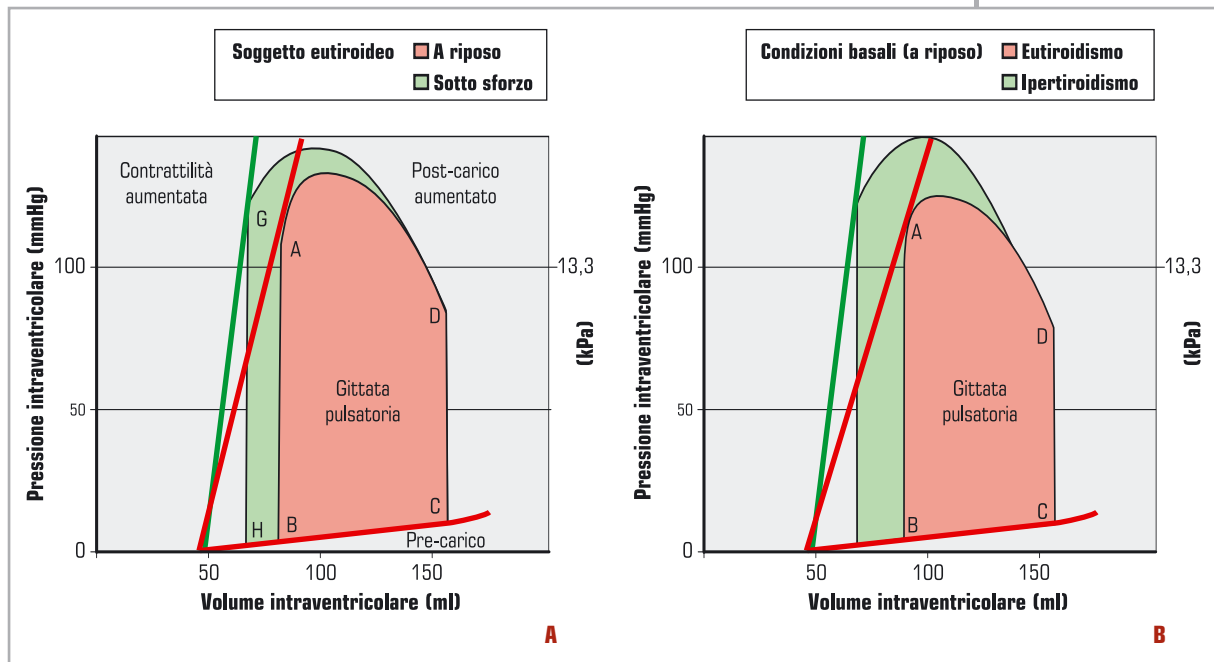 Soggetto eutiroideo
A riposo
Sotto sforzo
Contrattilità
aumentata
Post-carico
aumentato
G
A
D
Gittata
pulsatoria
H
B
C
Pre-carico
100
50
0
50
100
150
13,3
(kPa)
Pressione intraventricolare (mmHg)
Volume intraventricolare (ml)
A
Condizioni basali (a riposo)
Eutiroidismo
Ipertiroidismo
A
D
Gittata
pulsatoria
B
C
100
50
0
50
100
150
13,3
(kPa)
Pressione intraventricolare (mmHg)
Volume intraventricolare (ml)
B